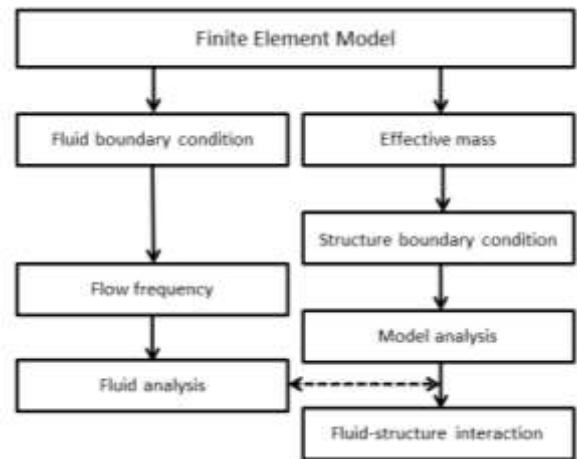 Finite Element Model
Fluid boundary condition
Effective mass
Structure boundary condition
Flow frequency
Model analysis
Fluid analysis
Fluid-structure interaction